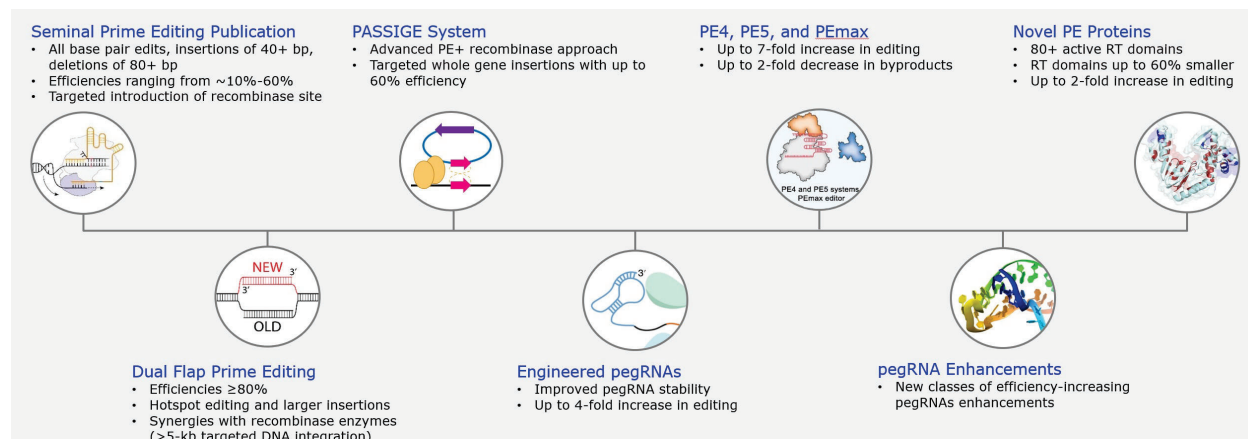 Seminal Prime Editing Publication
• All base pair edits, insertions of 40+ bp,
deletions of 80+ bp
• Efficiencies ranging from ~10%-60%
• Targeted introduction of recombinase site
PASSIGE System
• Advanced PE+ recombinase approach
• Targeted whole gene insertions with up to
60% efficiency
PE4, PE5, and PEmax
• Up to 7-fold increase in editing
• Up to 2-fold decrease in byproducts
Novel PE Proteins
• 80+ active RT domains
• RT domains up to 60% smaller
• Up to 2-fold increase in editing
PE4 and PE5 systems
PEmax editor
NEW
3'
3'
OLD
3'
Dual Flap Prime Editing
• Efficiencies ≥80%
• Hotspot editing and larger insertions
• Synergies with recombinase enzymes
(>5-kb targeted DNA integration)
Engineered pegRNAs
• Improved pegRNA stability
• Up to 4-fold increase in editing
pegRNA Enhancements
• New classes of efficiency-increasing
pegRNAs enhancements